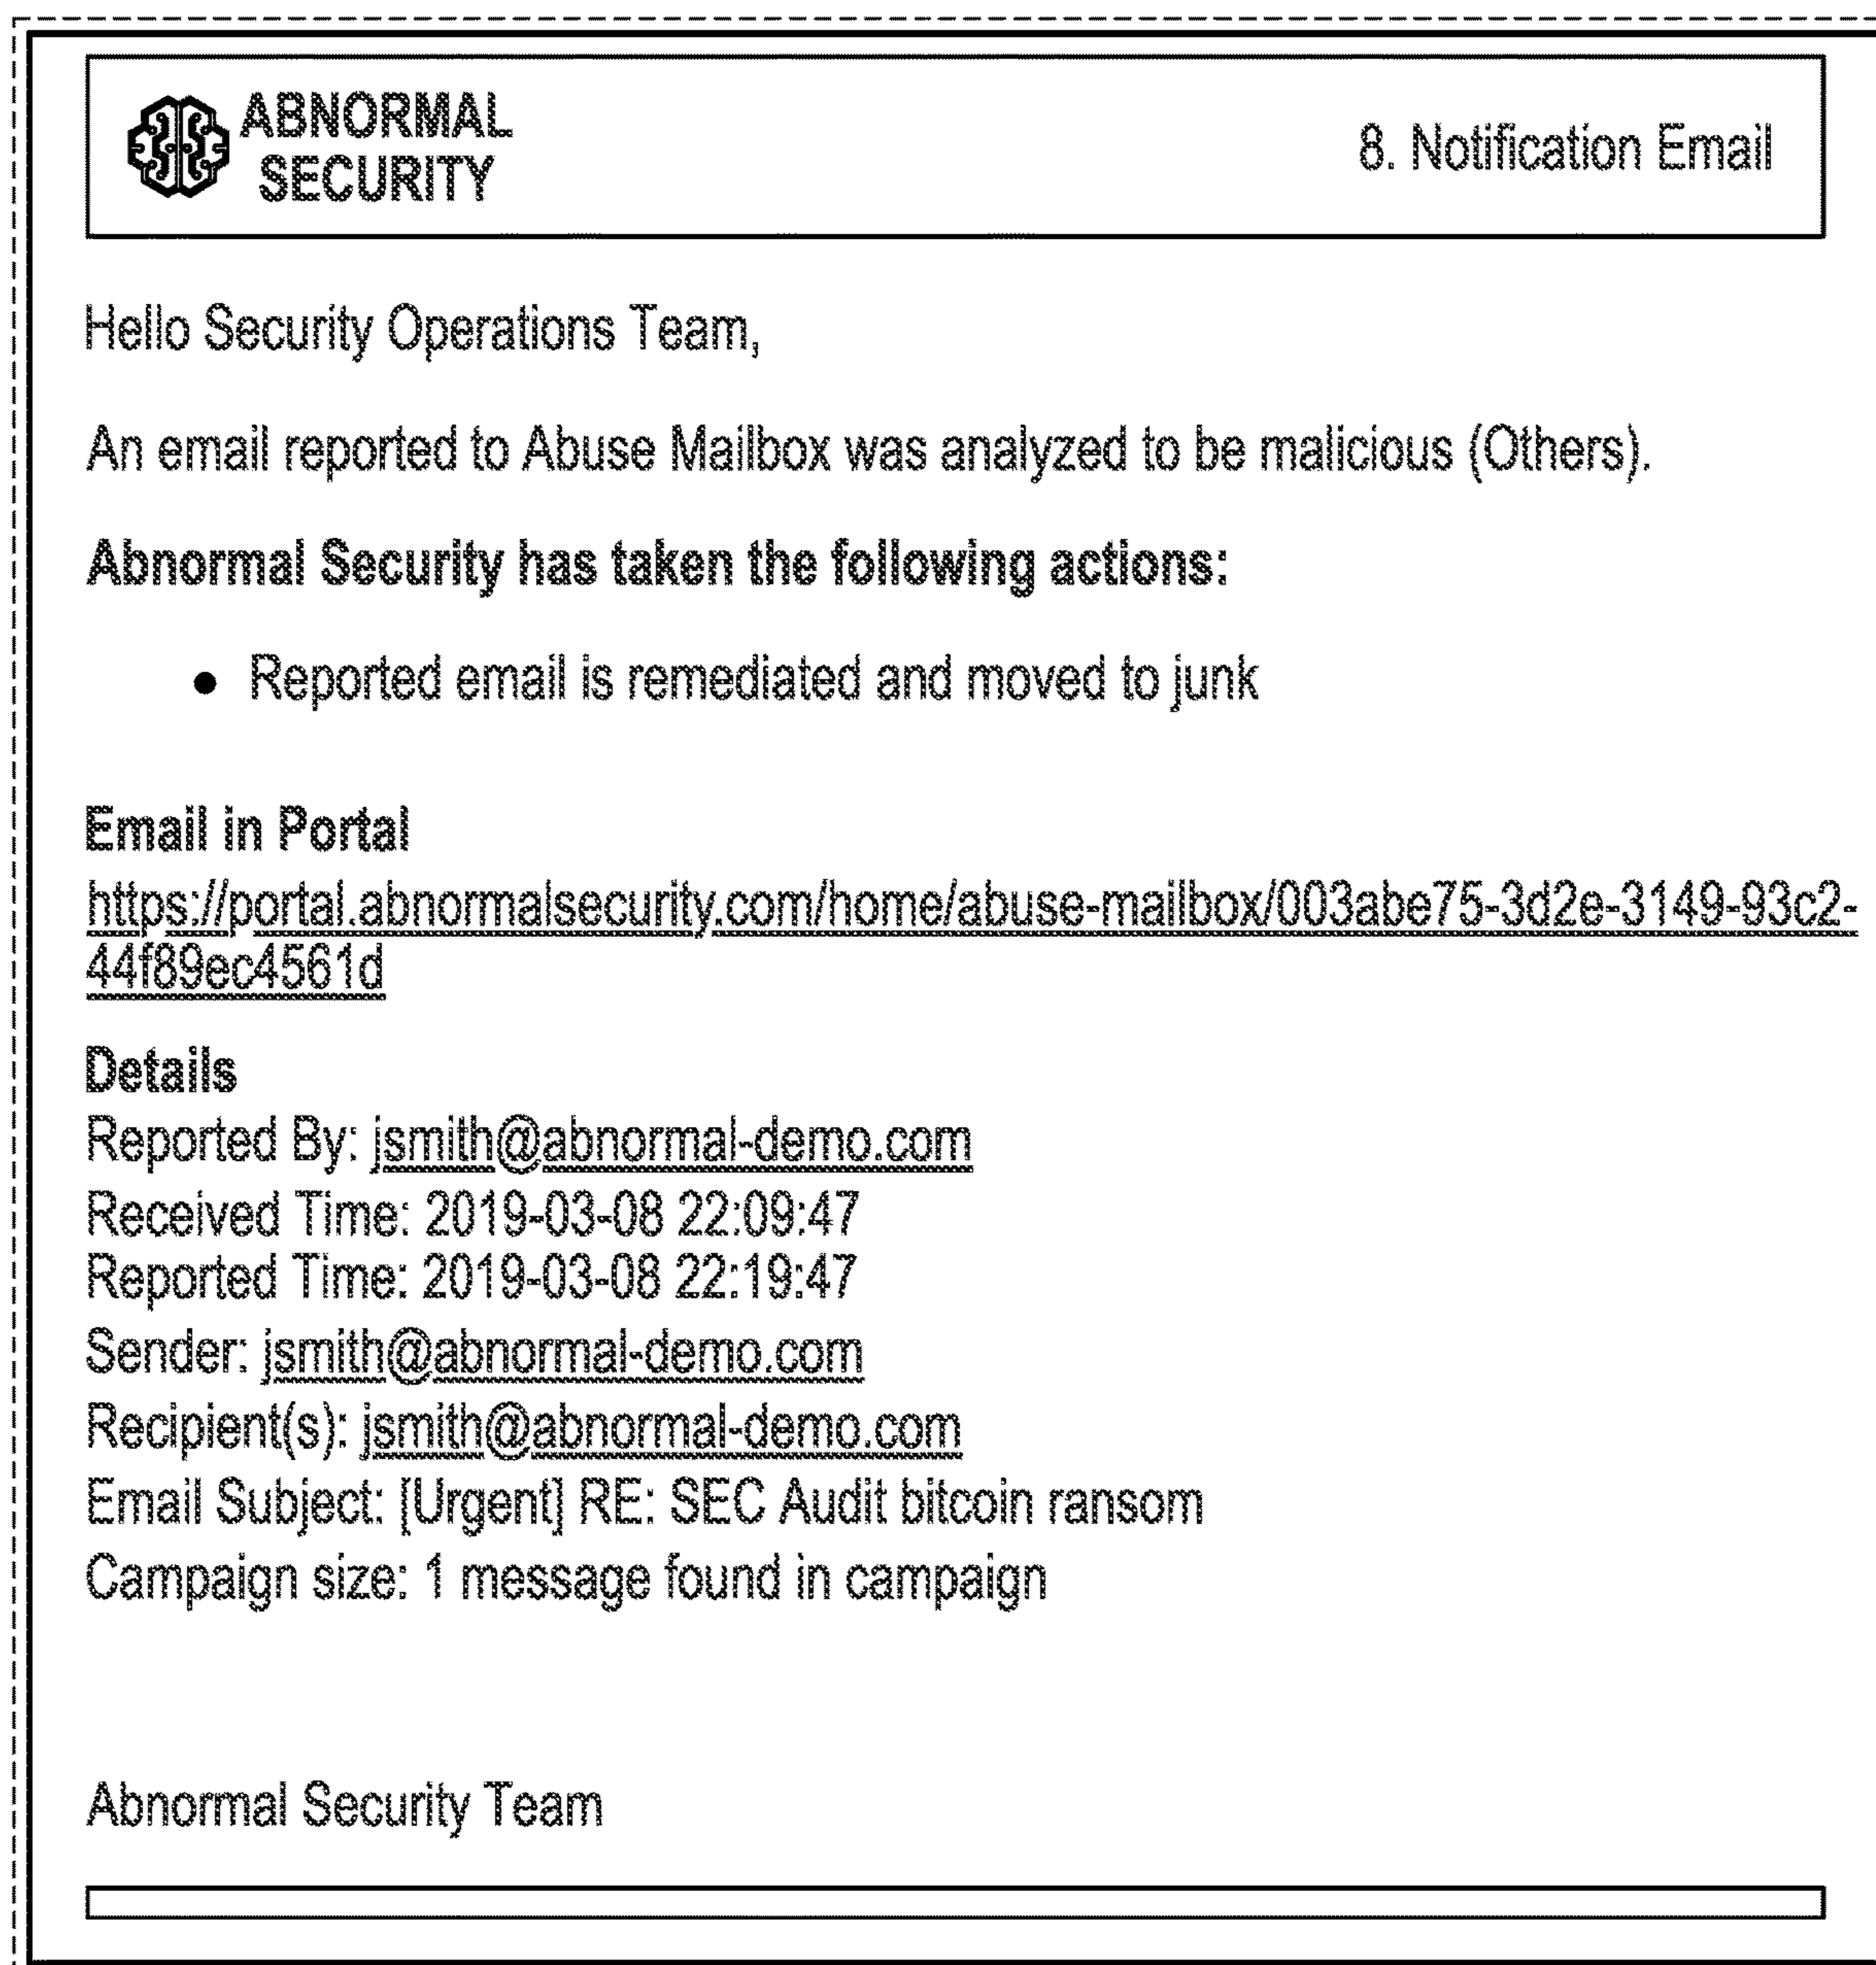 ABNORMAL
SECURITY
8. Notification Email
Hello Security Operations Team,
An email reported to Abuse Mailbox was analyzed to be malicious (Others).
Abnormal Security has taken the following actions:
• Reported email is remediated and moved to junk
Email in Portal
https://portal.abnormalsecurity.com/home/abuse-mailbox/003abe75-3d2e-3149-93c2-
44f89ec4561d
Details
Reported By: jsmith@abnormal-demo.com
Received Time: 2019-03-08 22:09:47
Reported Time: 2019-03-08 22:19:47
Sender: jsmith@abnormal-demo.com
Recipient(s): jsmith@abnormal-demo.com
Email Subject: [Urgent] RE: SEC Audit bitcoin ransom
Campaign size: 1 message found in campaign
Abnormal Security Team